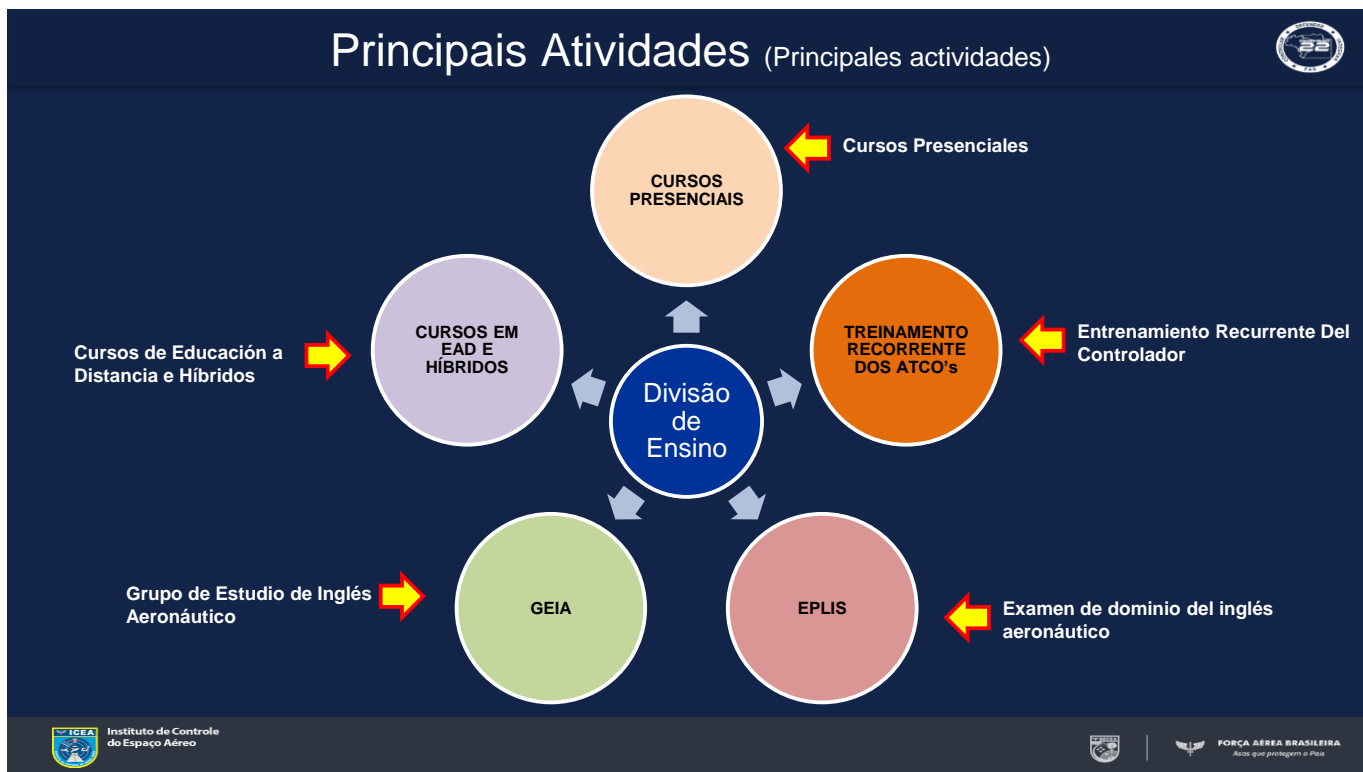 Principais Atividades (Principales actividades)
22
CURSOS
PRESENCIAIS
Cursos Presenciales
CURSOS EM
EAD E
HÍBRIDOS
Cursos de Educación a
Distancia e Híbridos
TREINAMENTO
RECORRENTE
DOS ATCO's
Entrenamiento Recurrente Del
Controlador
Divisão
de
Ensino
Grupo de Estudio de Inglés
Aeronáutico
GEIA
EPLIS
Examen de dominio del inglés
aeronáutico
ICEA
Instituto de Controle
do Espaço Aéreo
FORÇA AÉREA BRASILEIRA
Asas que protegem o País